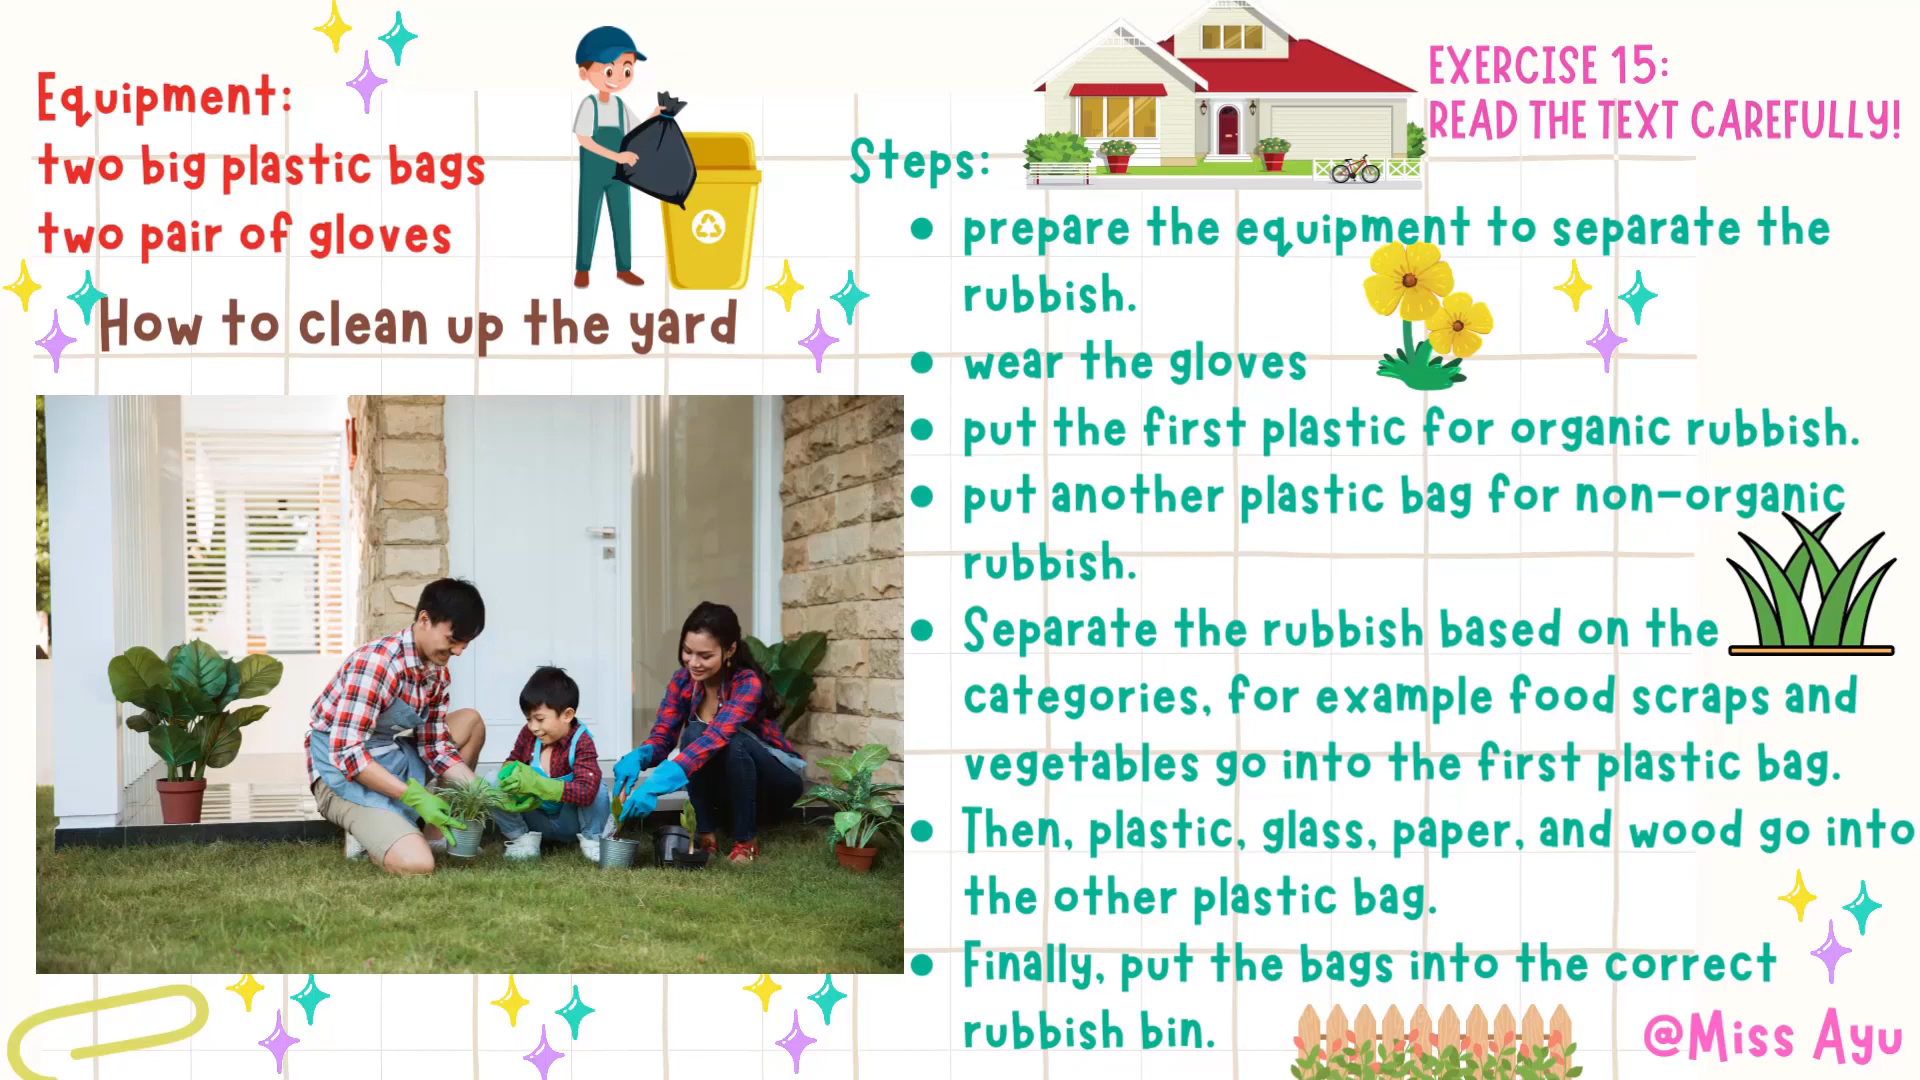 Equipment:
two big plastic bags
two pair of gloves
How to clean up the yard
EXERCISE 15:
READ THE TEXT CAREFULLY!
Steps:
• prepare the equipment to separate the
rubbish.
• wear the gloves
• put the first plastic for organic rubbish.
• put another plastic bag for non-organic
rubbish.
• Separate the rubbish based on the
categories, for example food scraps and
vegetables go into the first plastic bag.
• Then, plastic, glass, paper, and wood go into
the other plastic bag.
• Finally, put the bags into the correct
rubbish bin.
@Miss Ayu